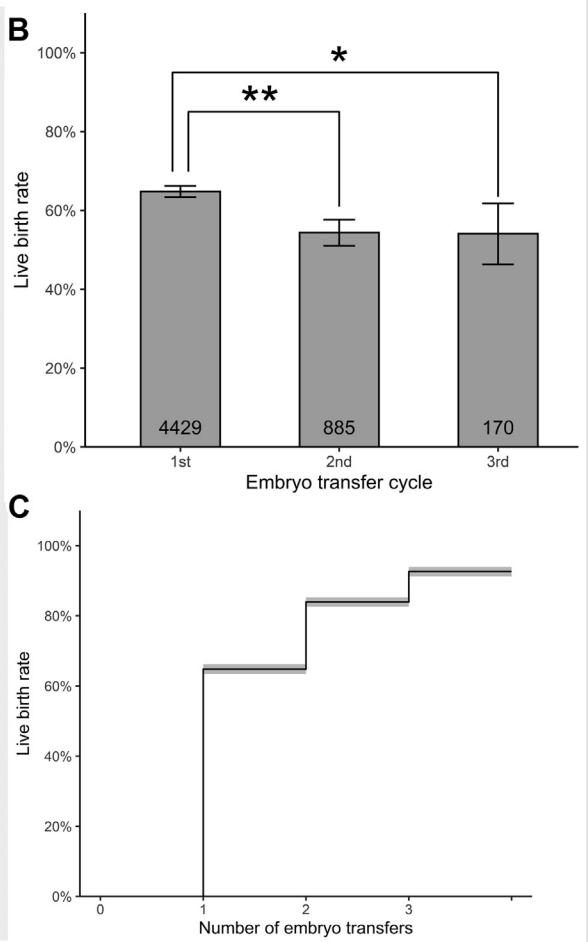 B
100%
80%
60%
40%
20%
0%
Live birth rate
*
**
4429
885
170
1st
2nd
3rd
Embryo transfer cycle
C
100%
80%
60%
40%
20%
0%
Live birth rate
0
1
2
3
Number of embryo transfers